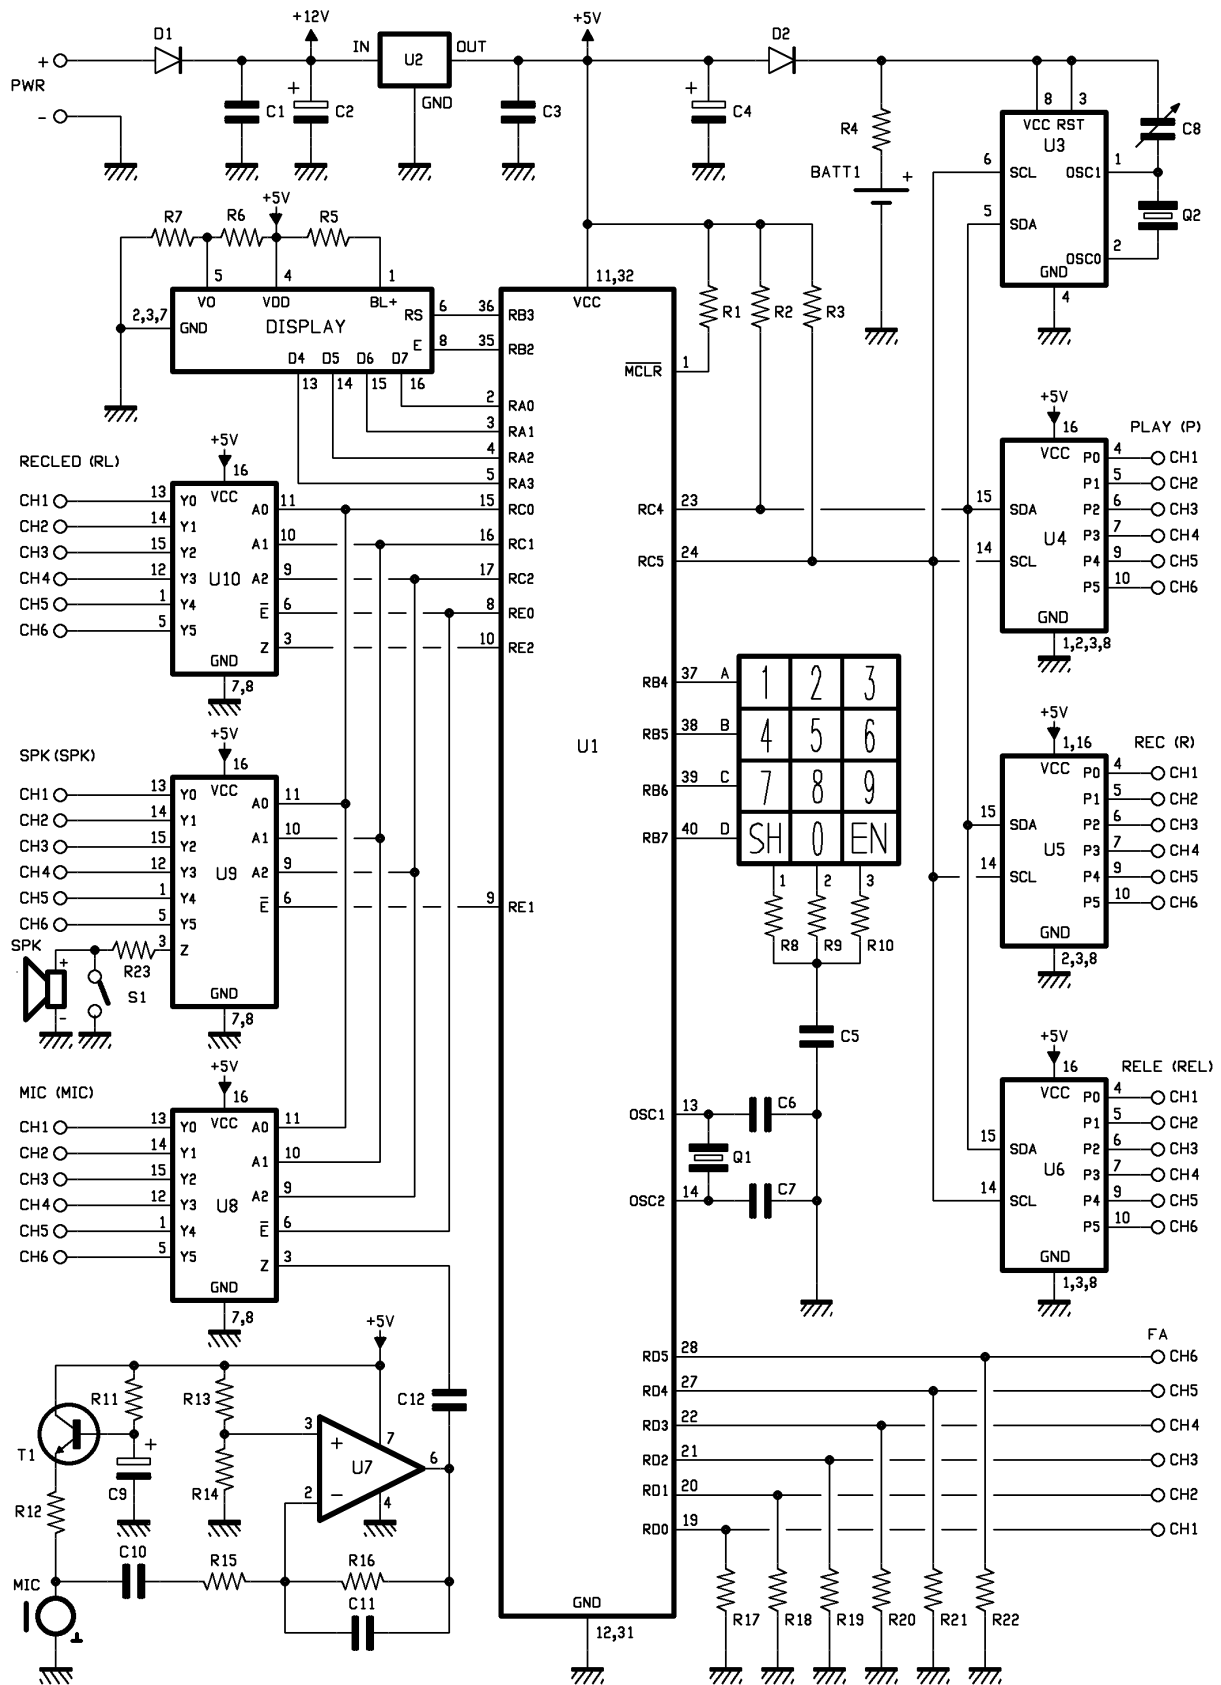 D1 +12V +5V D2
+ IN U2 OUT
PWR GND
- C1 + C2 C3 + C4 R4 8 3 C8
VCC RST
U3
BATT1 + 6 SCL OSC1 1
5 SDA Q2
OSC0 2
GND
4
+5V
R7 R6 R5
5 4 1
VO VDD BL+
2,3,7 GND DISPLAY RS 6 36 RB3
E 8 35 RB2
D4 D5 D6 D7
13 14 15 16
11,32
VCC
R1 R2 R3
MCLR 1
2 RA0
3 RA1
4 RA2
5 RA3
+5V
RECLED (RL) 16
VCC
CH1 13 Y0 A0 11 15 RC0
CH2 14 Y1 A1 10 16 RC1
CH3 15 Y2 A2 9 17 RC2
CH4 12 Y3 U10
CH5 1 Y4 E 6 8 RE0
CH6 5 Y5 Z 3 10 RE2
GND
7,8
RC4 23
RC5 24
+5V
16 PLAY (P)
VCC P0 4 CH1
P1 5 CH2
15 SDA P2 6 CH3
U4 P3 7 CH4
14 SCL P4 9 CH5
P5 10 CH6
GND
1,2,3,8
U1
RB4 37 A 1 2 3
RB5 38 B 4 5 6
RB6 39 C 7 8 9
RB7 40 D SH 0 EN
1 2 3
R8 R9 R10
C5
+5V
SPK (SPK) 16
VCC
CH1 13 Y0 A0 11
CH2 14 Y1 A1 10
CH3 15 Y2 A2 9
CH4 12 Y3 U9
CH5 1 Y4 E 6 9 RE1
CH6 5 Y5
SPK 3 Z
+ R23
S1
-
GND
7,8
+5V
1,16 REC (R)
VCC P0 4 CH1
P1 5 CH2
15 SDA P2 6 CH3
U5 P3 7 CH4
14 SCL P4 9 CH5
P5 10 CH6
GND
2,3,8
+5V
MIC (MIC) 16
VCC
CH1 13 Y0 A0 11
CH2 14 Y1 A1 10
CH3 15 Y2 A2 9
CH4 12 Y3 U8
CH5 1 Y4 E 6
CH6 5 Y5 Z 3
GND
7,8
OSC1 13 C6
Q1
OSC2 14 C7
+5V
16 RELE (REL)
VCC P0 4 CH1
P1 5 CH2
15 SDA P2 6 CH3
U6 P3 7 CH4
14 SCL P4 9 CH5
P5 10 CH6
GND
1,3,8
+5V
R11 R13 C12
T1 + 3 + 7
U7 6
C9 R14 2 - 4
R12
C10 R15 R16
MIC C11
FA
RD5 28 CH6
RD4 27 CH5
RD3 22 CH4
RD2 21 CH3
RD1 20 CH2
RD0 19 CH1
GND
12,31
R17 R18 R19 R20 R21 R22